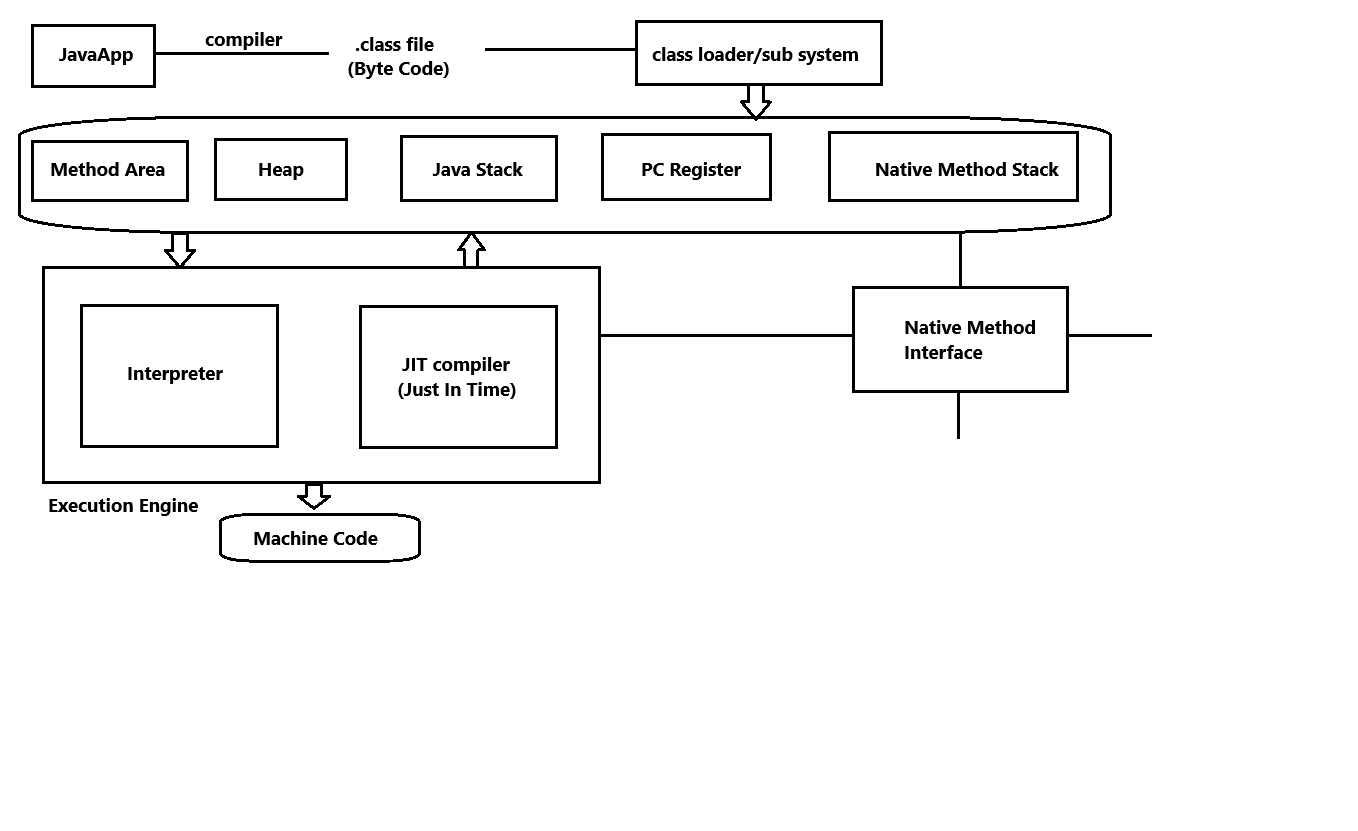 JavaApp
compiler
.class file
(Byte Code)
class loader/sub system
Method Area
Heap
Java Stack
PC Register
Native Method Stack
Interpreter
JIT compiler
(Just In Time)
Native Method
Interface
Execution Engine
Machine Code